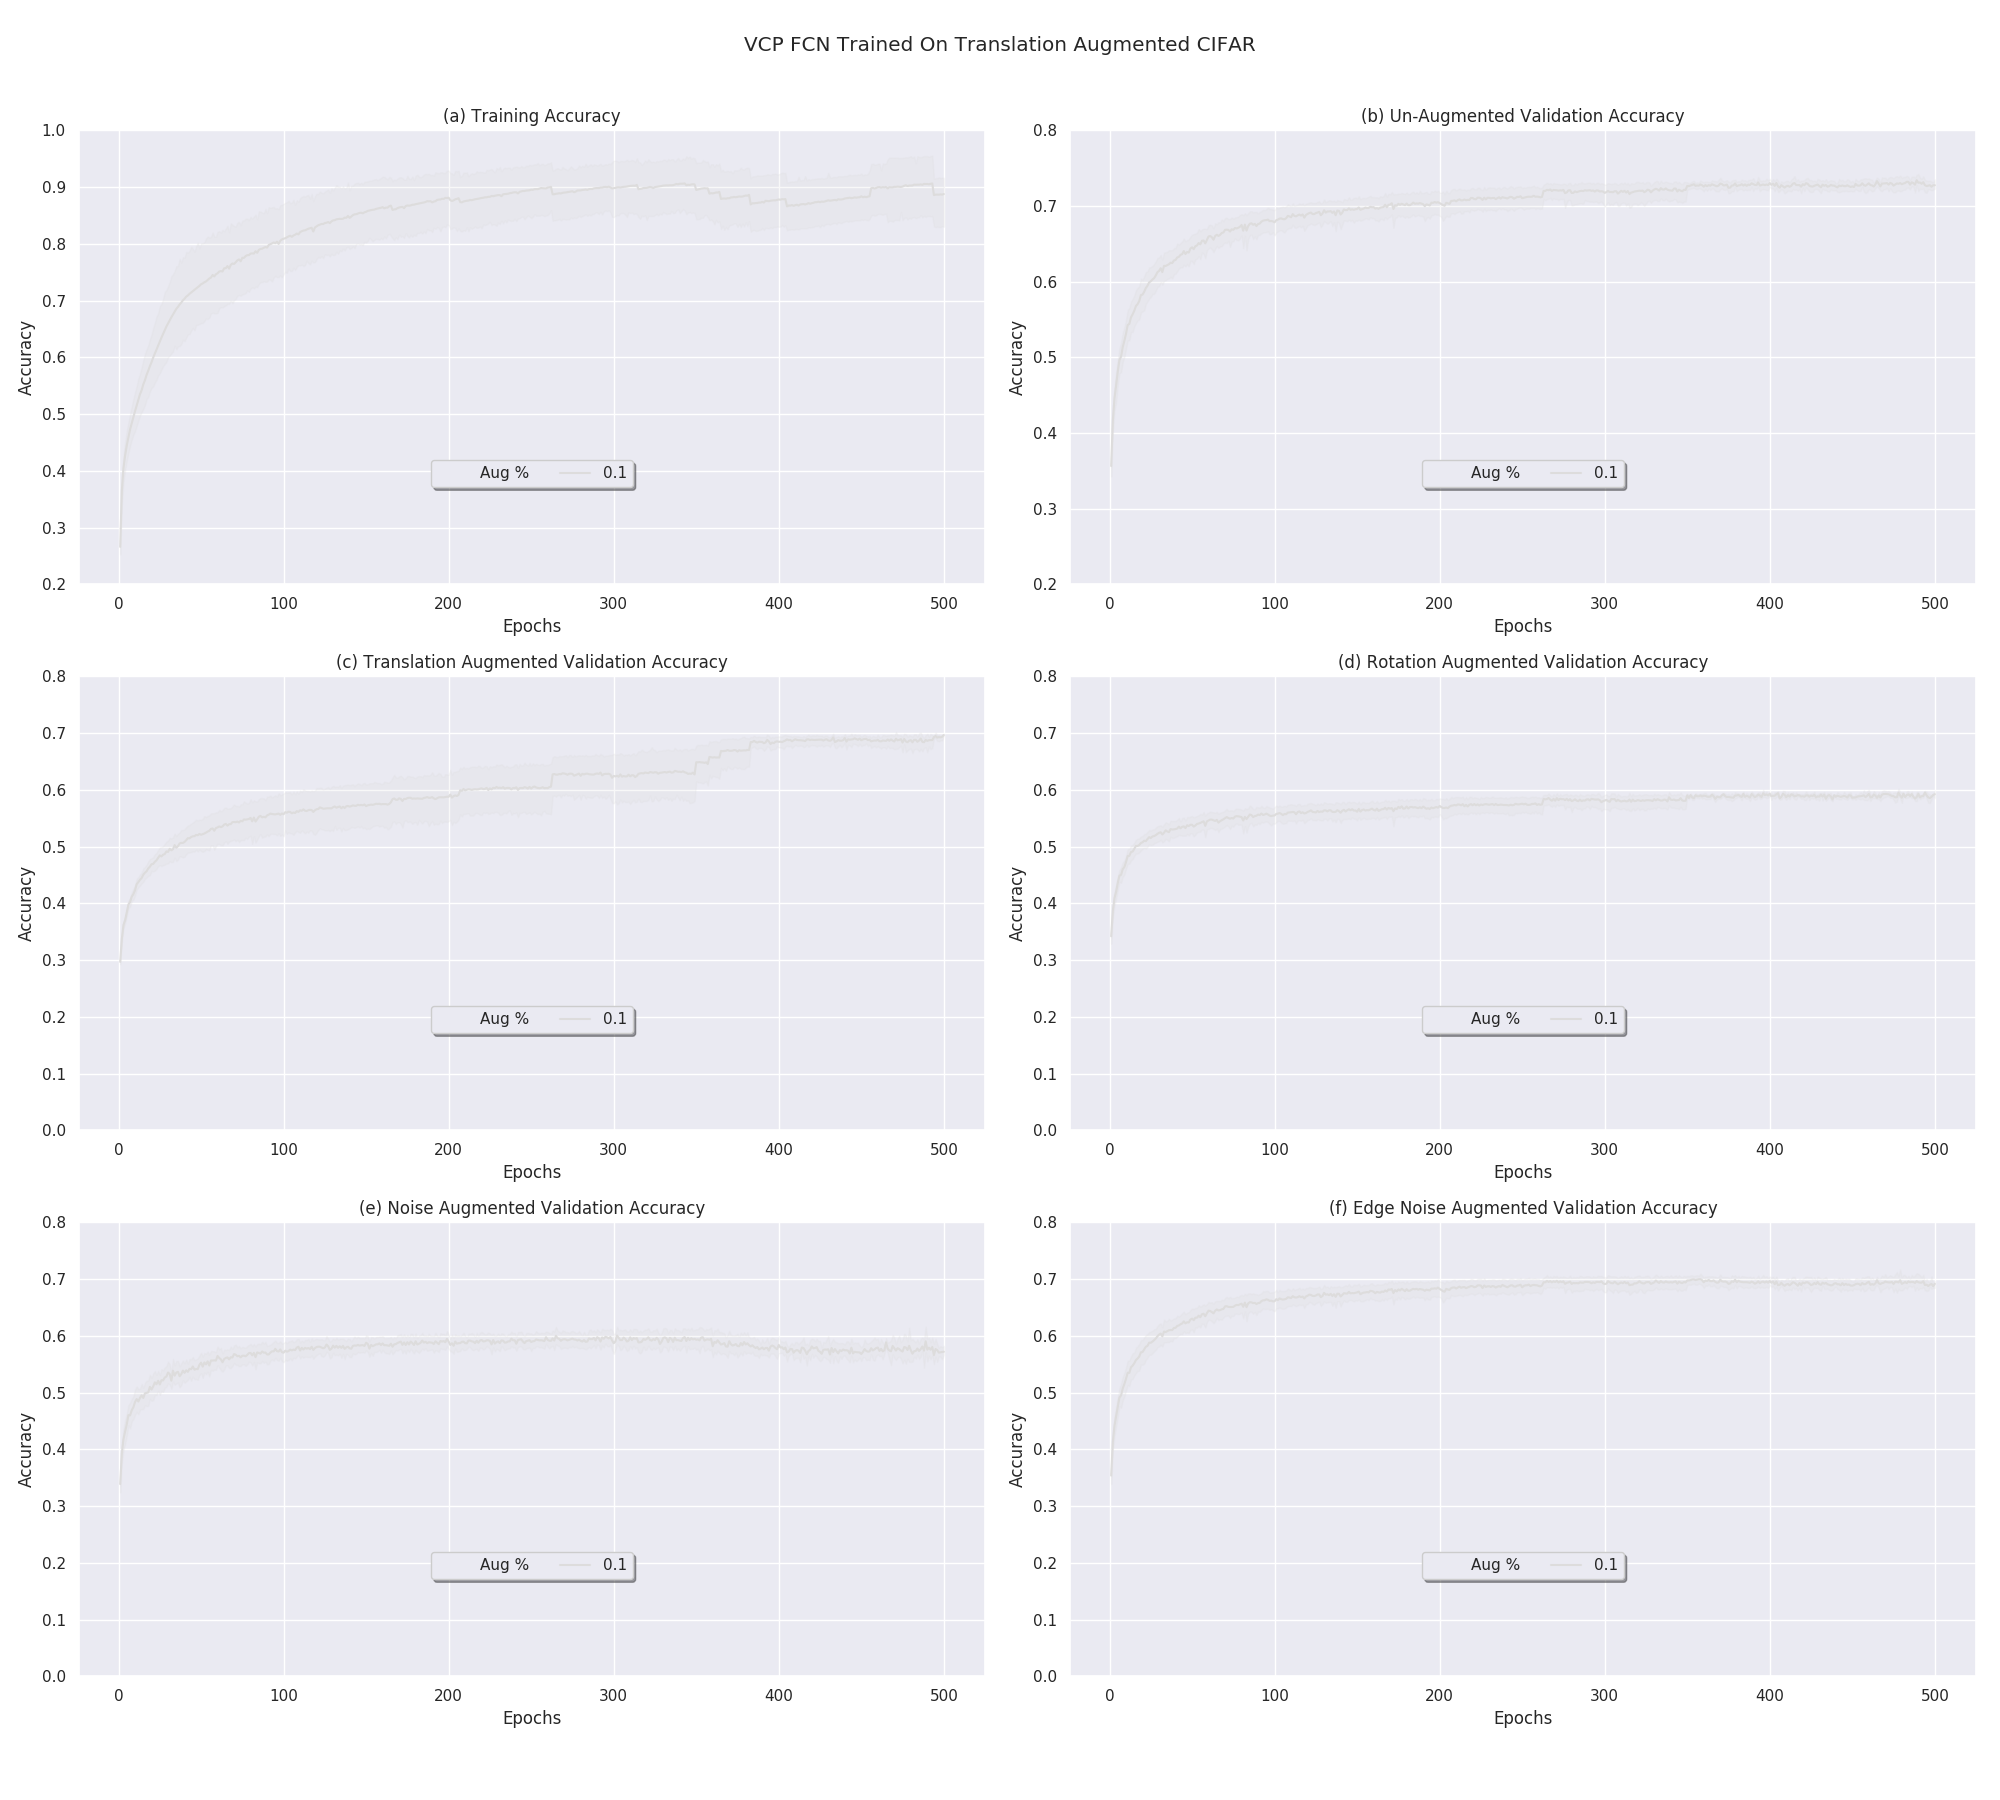 VCP FCN Trained On Translation Augmented CIFAR
(a) Training Accuracy
1.0
0.9
0.8
0.7
0.6
0.5
0.4
0.3
0.2
Accuracy
Aug % 0.1
0 100 200 300 400 500
Epochs
(b) Un-Augmented Validation Accuracy
0.8
0.7
0.6
0.5
0.4
0.3
0.2
Accuracy
Aug % 0.1
0 100 200 300 400 500
Epochs
(c) Translation Augmented Validation Accuracy
0.8
0.7
0.6
0.5
0.4
0.3
0.2
0.1
0.0
Accuracy
Aug % 0.1
0 100 200 300 400 500
Epochs
(d) Rotation Augmented Validation Accuracy
0.8
0.7
0.6
0.5
0.4
0.3
0.2
0.1
0.0
Accuracy
Aug % 0.1
0 100 200 300 400 500
Epochs
(e) Noise Augmented Validation Accuracy
0.8
0.7
0.6
0.5
0.4
0.3
0.2
0.1
0.0
Accuracy
Aug % 0.1
0 100 200 300 400 500
Epochs
(f) Edge Noise Augmented Validation Accuracy
0.8
0.7
0.6
0.5
0.4
0.3
0.2
0.1
0.0
Accuracy
Aug % 0.1
0 100 200 300 400 500
Epochs